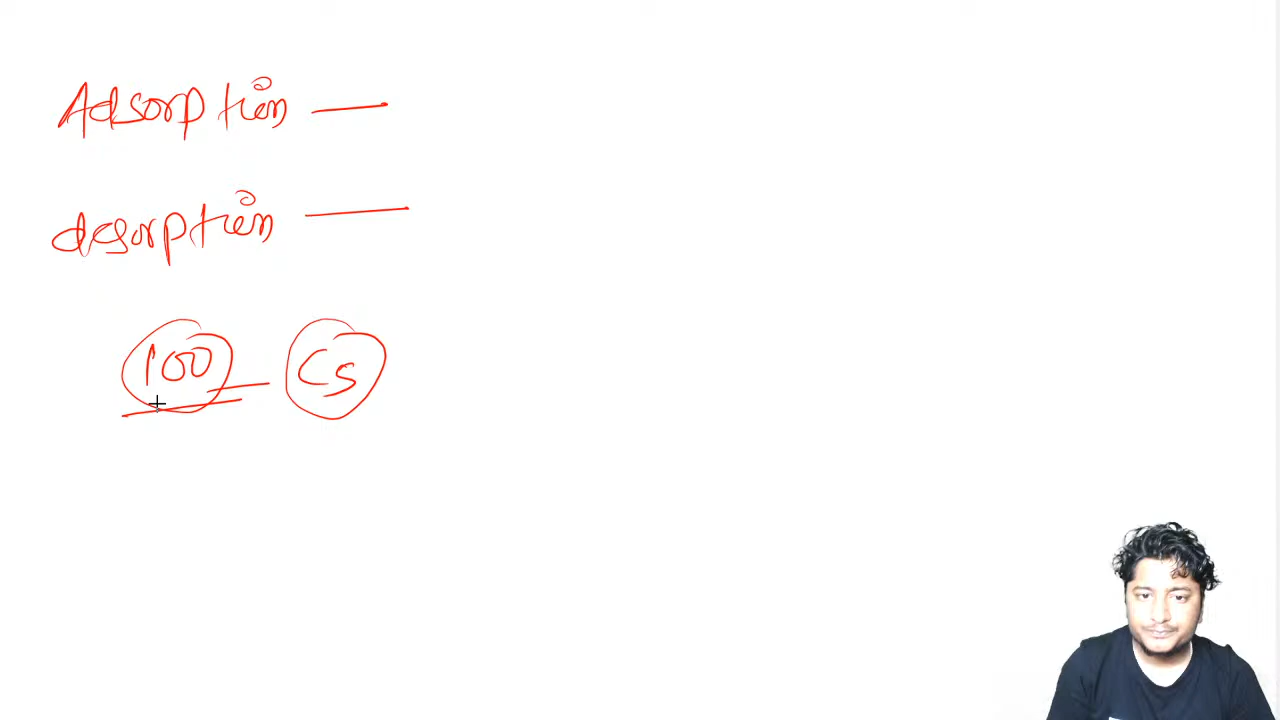 Adsorption —
desorption —
100 — Cs